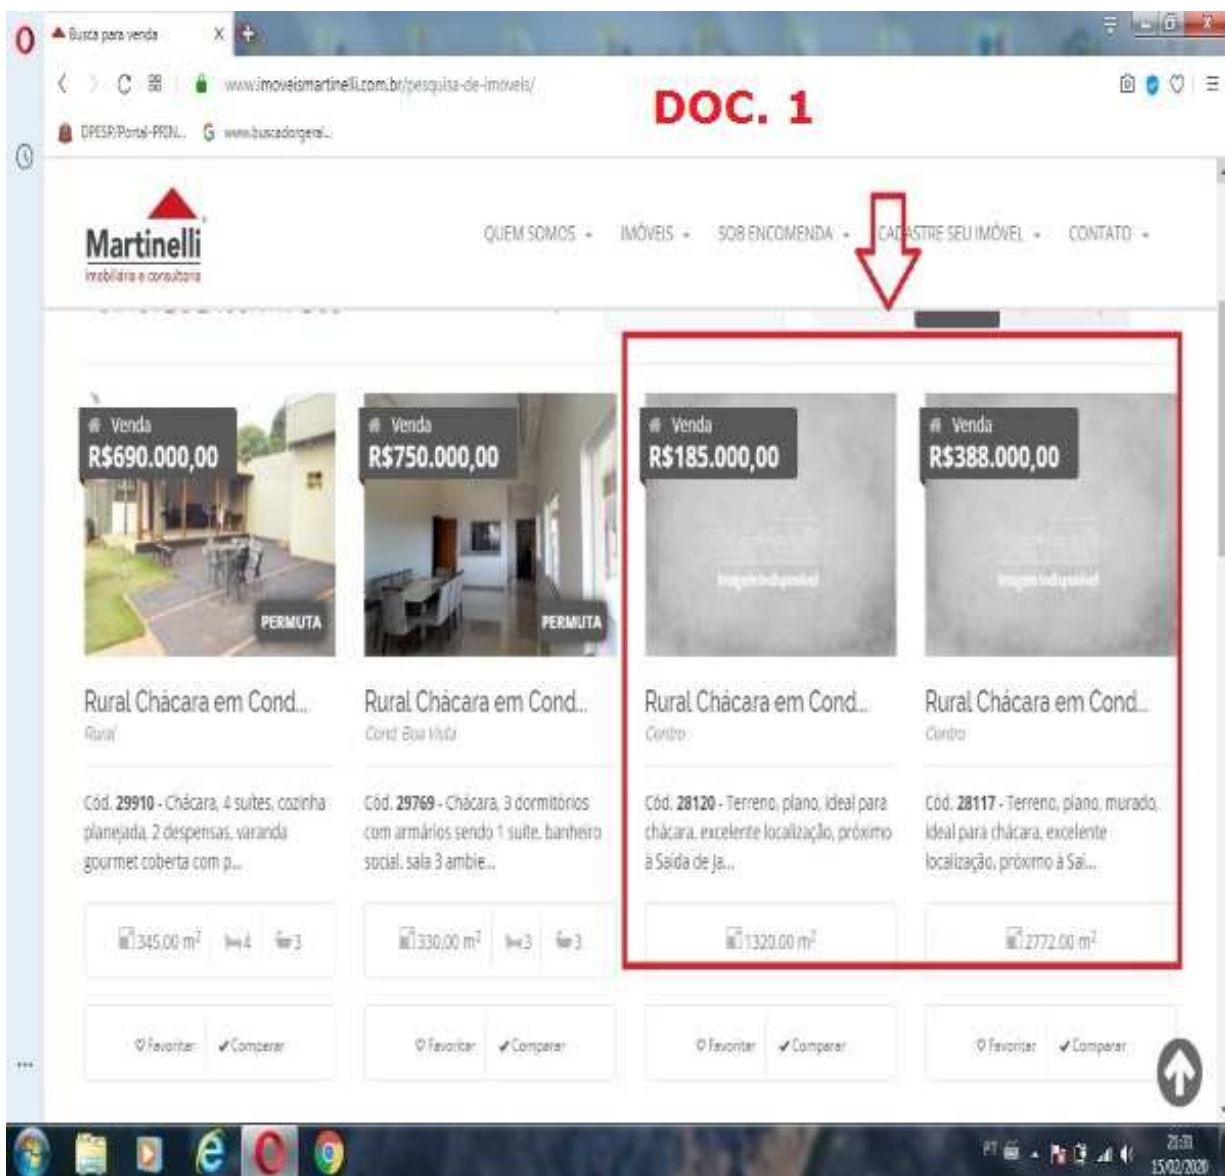 Busca para venda
www.imoveismartinelli.com.br/pesquisa-de-imoveis/
DOC. 1
DPESP/Portal-PRIN... www.buscadorgeral...
Martinelli
imobiliária e consultoria
QUEM SOMOS IMÓVEIS SOB ENCOMENDA CADASTRE SEU IMÓVEL CONTATO
Venda
R$690.000,00
PERMUTA
Rural Chácara em Cond...
Rural
Cód. 29910 - Chácara, 4 suítes, cozinha
planejada, 2 despensas, varanda
gourmet coberta com p...
345,00 m² 4 3
Favoritar Comparar
Venda
R$750.000,00
PERMUTA
Rural Chácara em Cond...
Cond. Boa Vista
Cód. 29769 - Chácara, 3 dormitórios
com armários sendo 1 suíte, banheiro
social, sala 3 ambie...
330,00 m² 3 3
Favoritar Comparar
Venda
R$185.000,00
Imagem Indisponível
Rural Chácara em Cond...
Centro
Cód. 28120 - Terreno, plano, ideal para
chácara, excelente localização, próximo
à Saída de Ja...
1320.00 m²
Favoritar Comparar
Venda
R$388.000,00
Imagem Indisponível
Rural Chácara em Cond...
Centro
Cód. 28117 - Terreno, plano, murado,
ideal para chácara, excelente
localização, próximo à Saí...
2772.00 m²
Favoritar Comparar
PT
15/02/2020